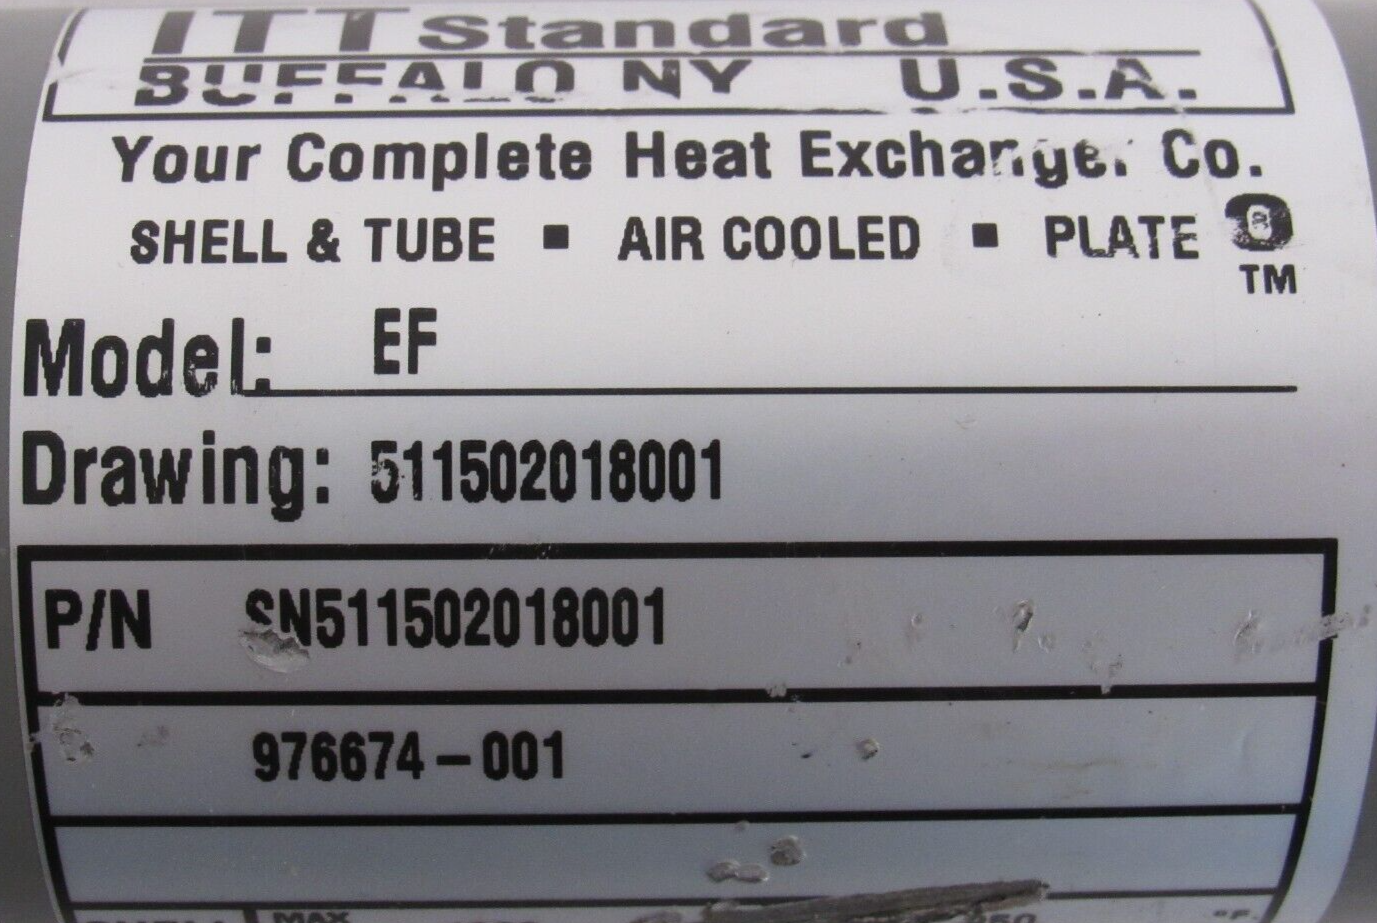 ITT Standard
BUFFALO NY U.S.A.
Your Complete Heat Exchanger Co.
SHELL & TUBE ▪ AIR COOLED ▪ PLATE
TM
Model: EF
Drawing: 511502018001
P/N SN511502018001
976674-001
MAX